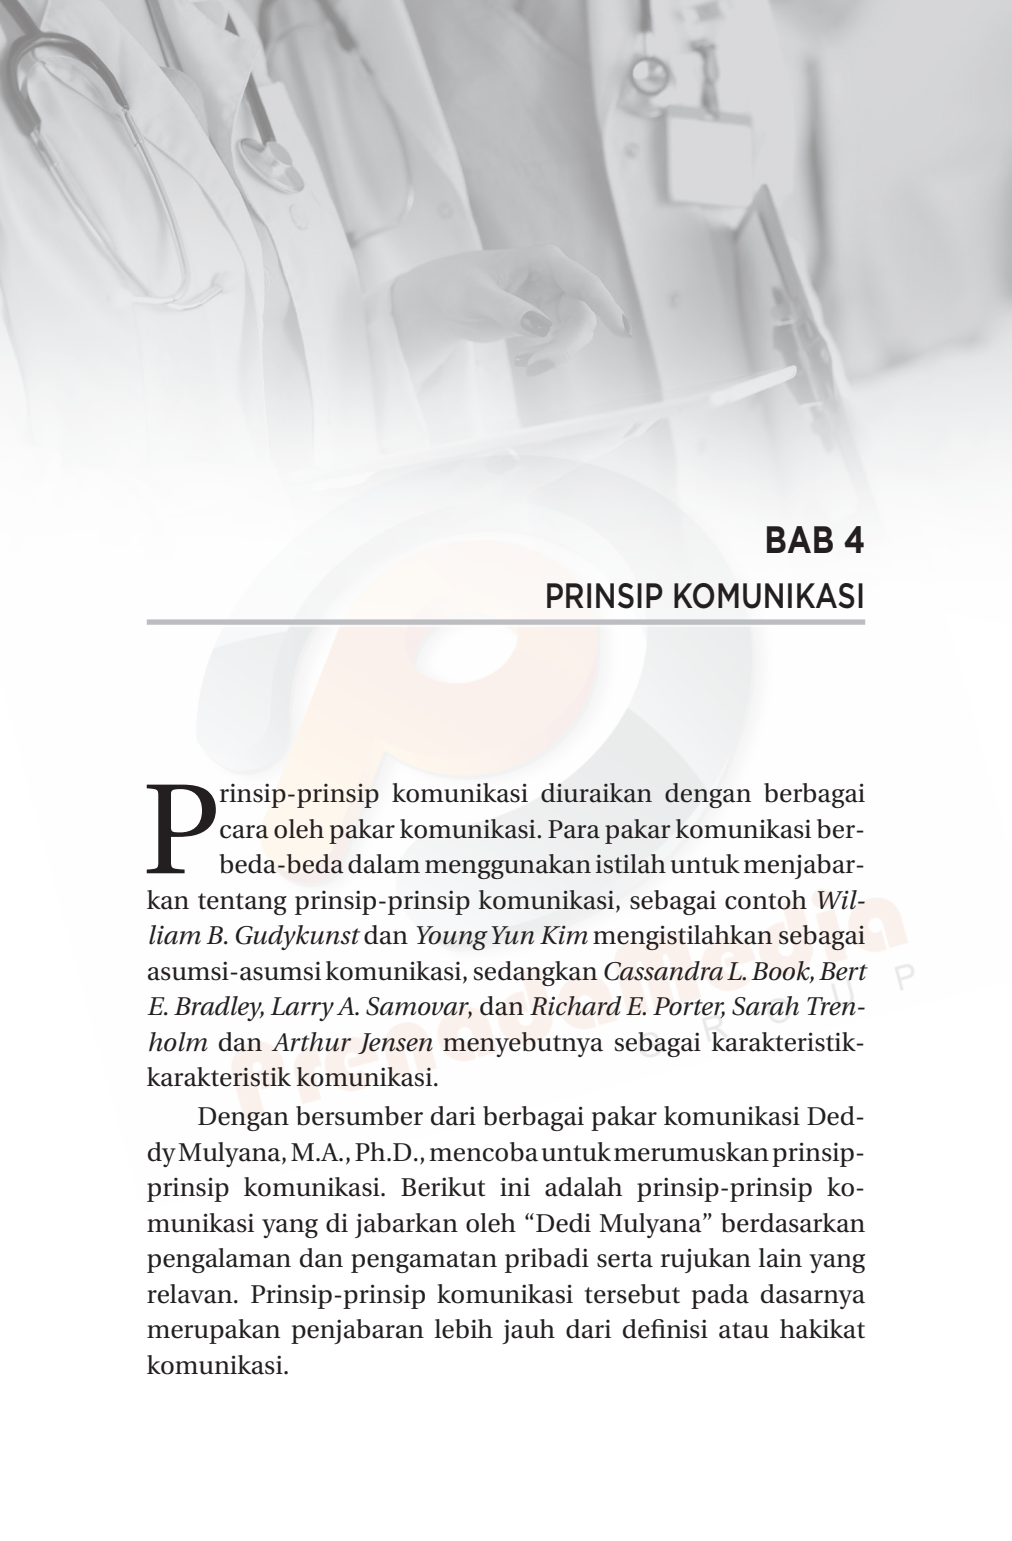 BAB 4
PRINSIP KOMUNIKASI
Prinsip-prinsip komunikasi diuraikan dengan berbagai
cara oleh pakar komunikasi. Para pakar komunikasi ber-
beda-beda dalam menggunakan istilah untuk menjabar-
kan tentang prinsip-prinsip komunikasi, sebagai contoh Wil-
liam B. Gudykunst dan Young Yun Kim mengistilahkan sebagai
asumsi-asumsi komunikasi, sedangkan Cassandra L. Book, Bert
E. Bradley, Larry A. Samovar, dan Richard E. Porter, Sarah Tren-
holm dan Arthur Jensen menyebutnya sebagai karakteristik-
karakteristik komunikasi.
Dengan bersumber dari berbagai pakar komunikasi Ded-
dy Mulyana, M.A., Ph.D., mencoba untuk merumuskan prinsip-
prinsip komunikasi. Berikut ini adalah prinsip-prinsip ko-
munikasi yang di jabarkan oleh “Dedi Mulyana” berdasarkan
pengalaman dan pengamatan pribadi serta rujukan lain yang
relavan. Prinsip-prinsip komunikasi tersebut pada dasarnya
merupakan penjabaran lebih jauh dari definisi atau hakikat
komunikasi.
PrenadaMedia
GROUP